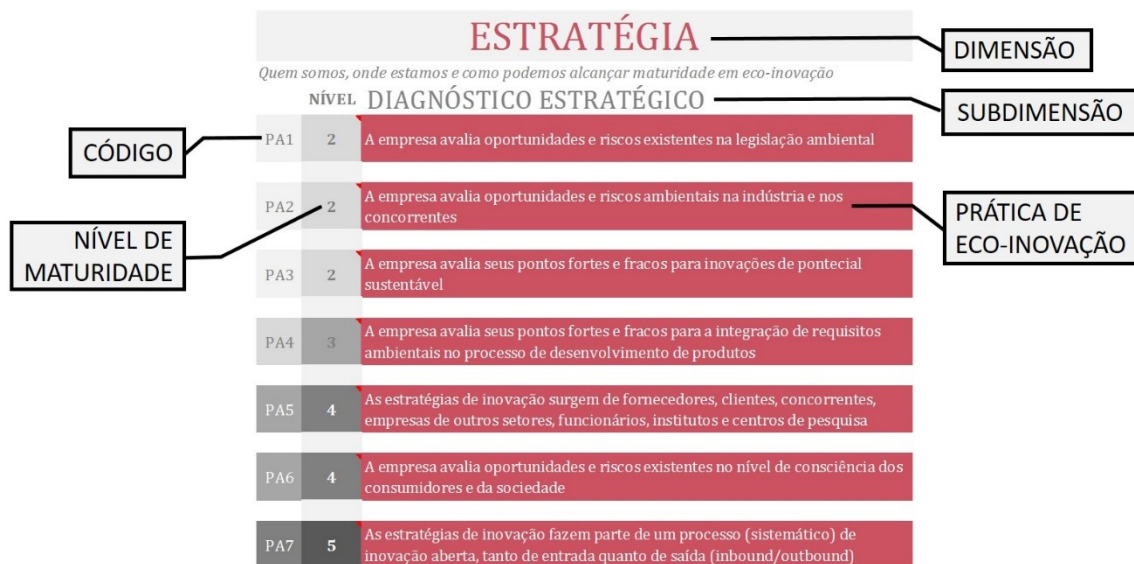 ESTRATÉGIA
DIMENSÃO
Quem somos, onde estamos e como podemos alcançar maturidade em eco-inovação
NÍVEL DIAGNÓSTICO ESTRATÉGICO
SUBDIMENSÃO
CÓDIGO
PA1 2 A empresa avalia oportunidades e riscos existentes na legislação ambiental
PA2 2 A empresa avalia oportunidades e riscos ambientais na indústria e nos
concorrentes
NÍVEL DE
MATURIDADE
PRÁTICA DE
ECO-INOVAÇÃO
PA3 2 A empresa avalia seus pontos fortes e fracos para inovações de pontecial
sustentável
PA4 3 A empresa avalia seus pontos fortes e fracos para a integração de requisitos
ambientais no processo de desenvolvimento de produtos
PA5 4 As estratégias de inovação surgem de fornecedores, clientes, concorrentes,
empresas de outros setores, funcionários, institutos e centros de pesquisa
PA6 4 A empresa avalia oportunidades e riscos existentes no nível de consciência dos
consumidores e da sociedade
PA7 5 As estratégias de inovação fazem parte de um processo (sistemático) de
inovação aberta, tanto de entrada quanto de saída (inbound/outbound)